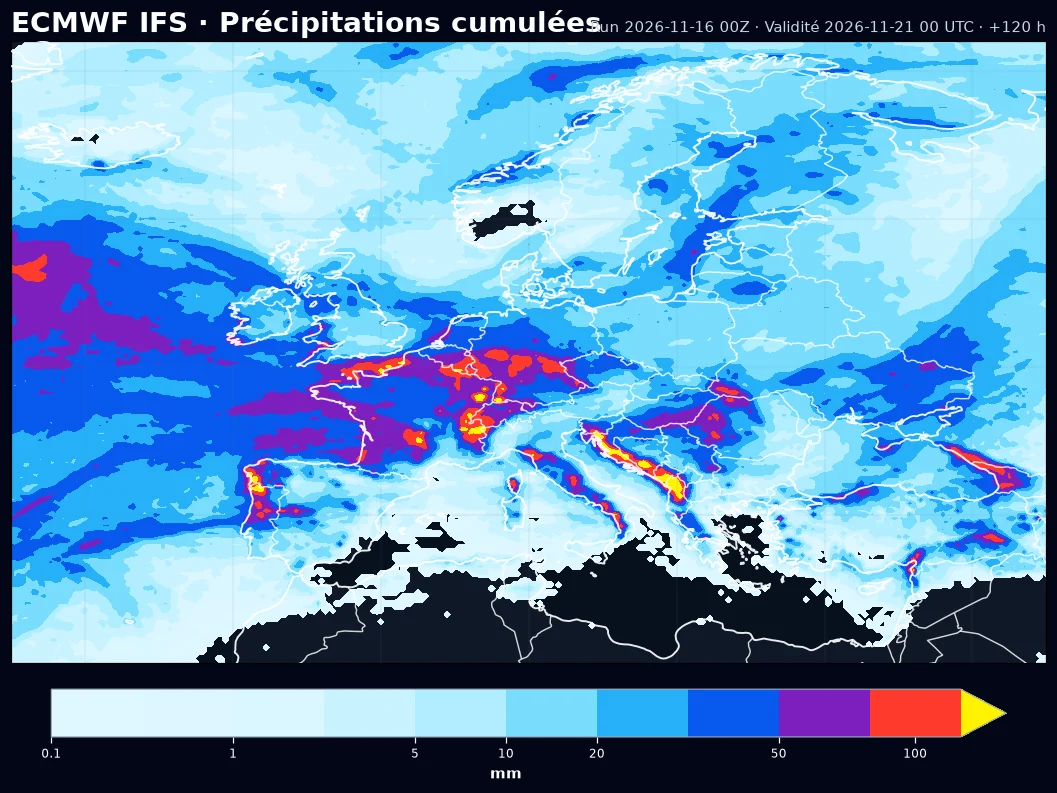 ECMWF IFS · Précipitations cumulées
Run 2026-11-16 00Z · Validité 2026-11-21 00 UTC · +120 h
0.1 1 5 10 20 50 100
mm